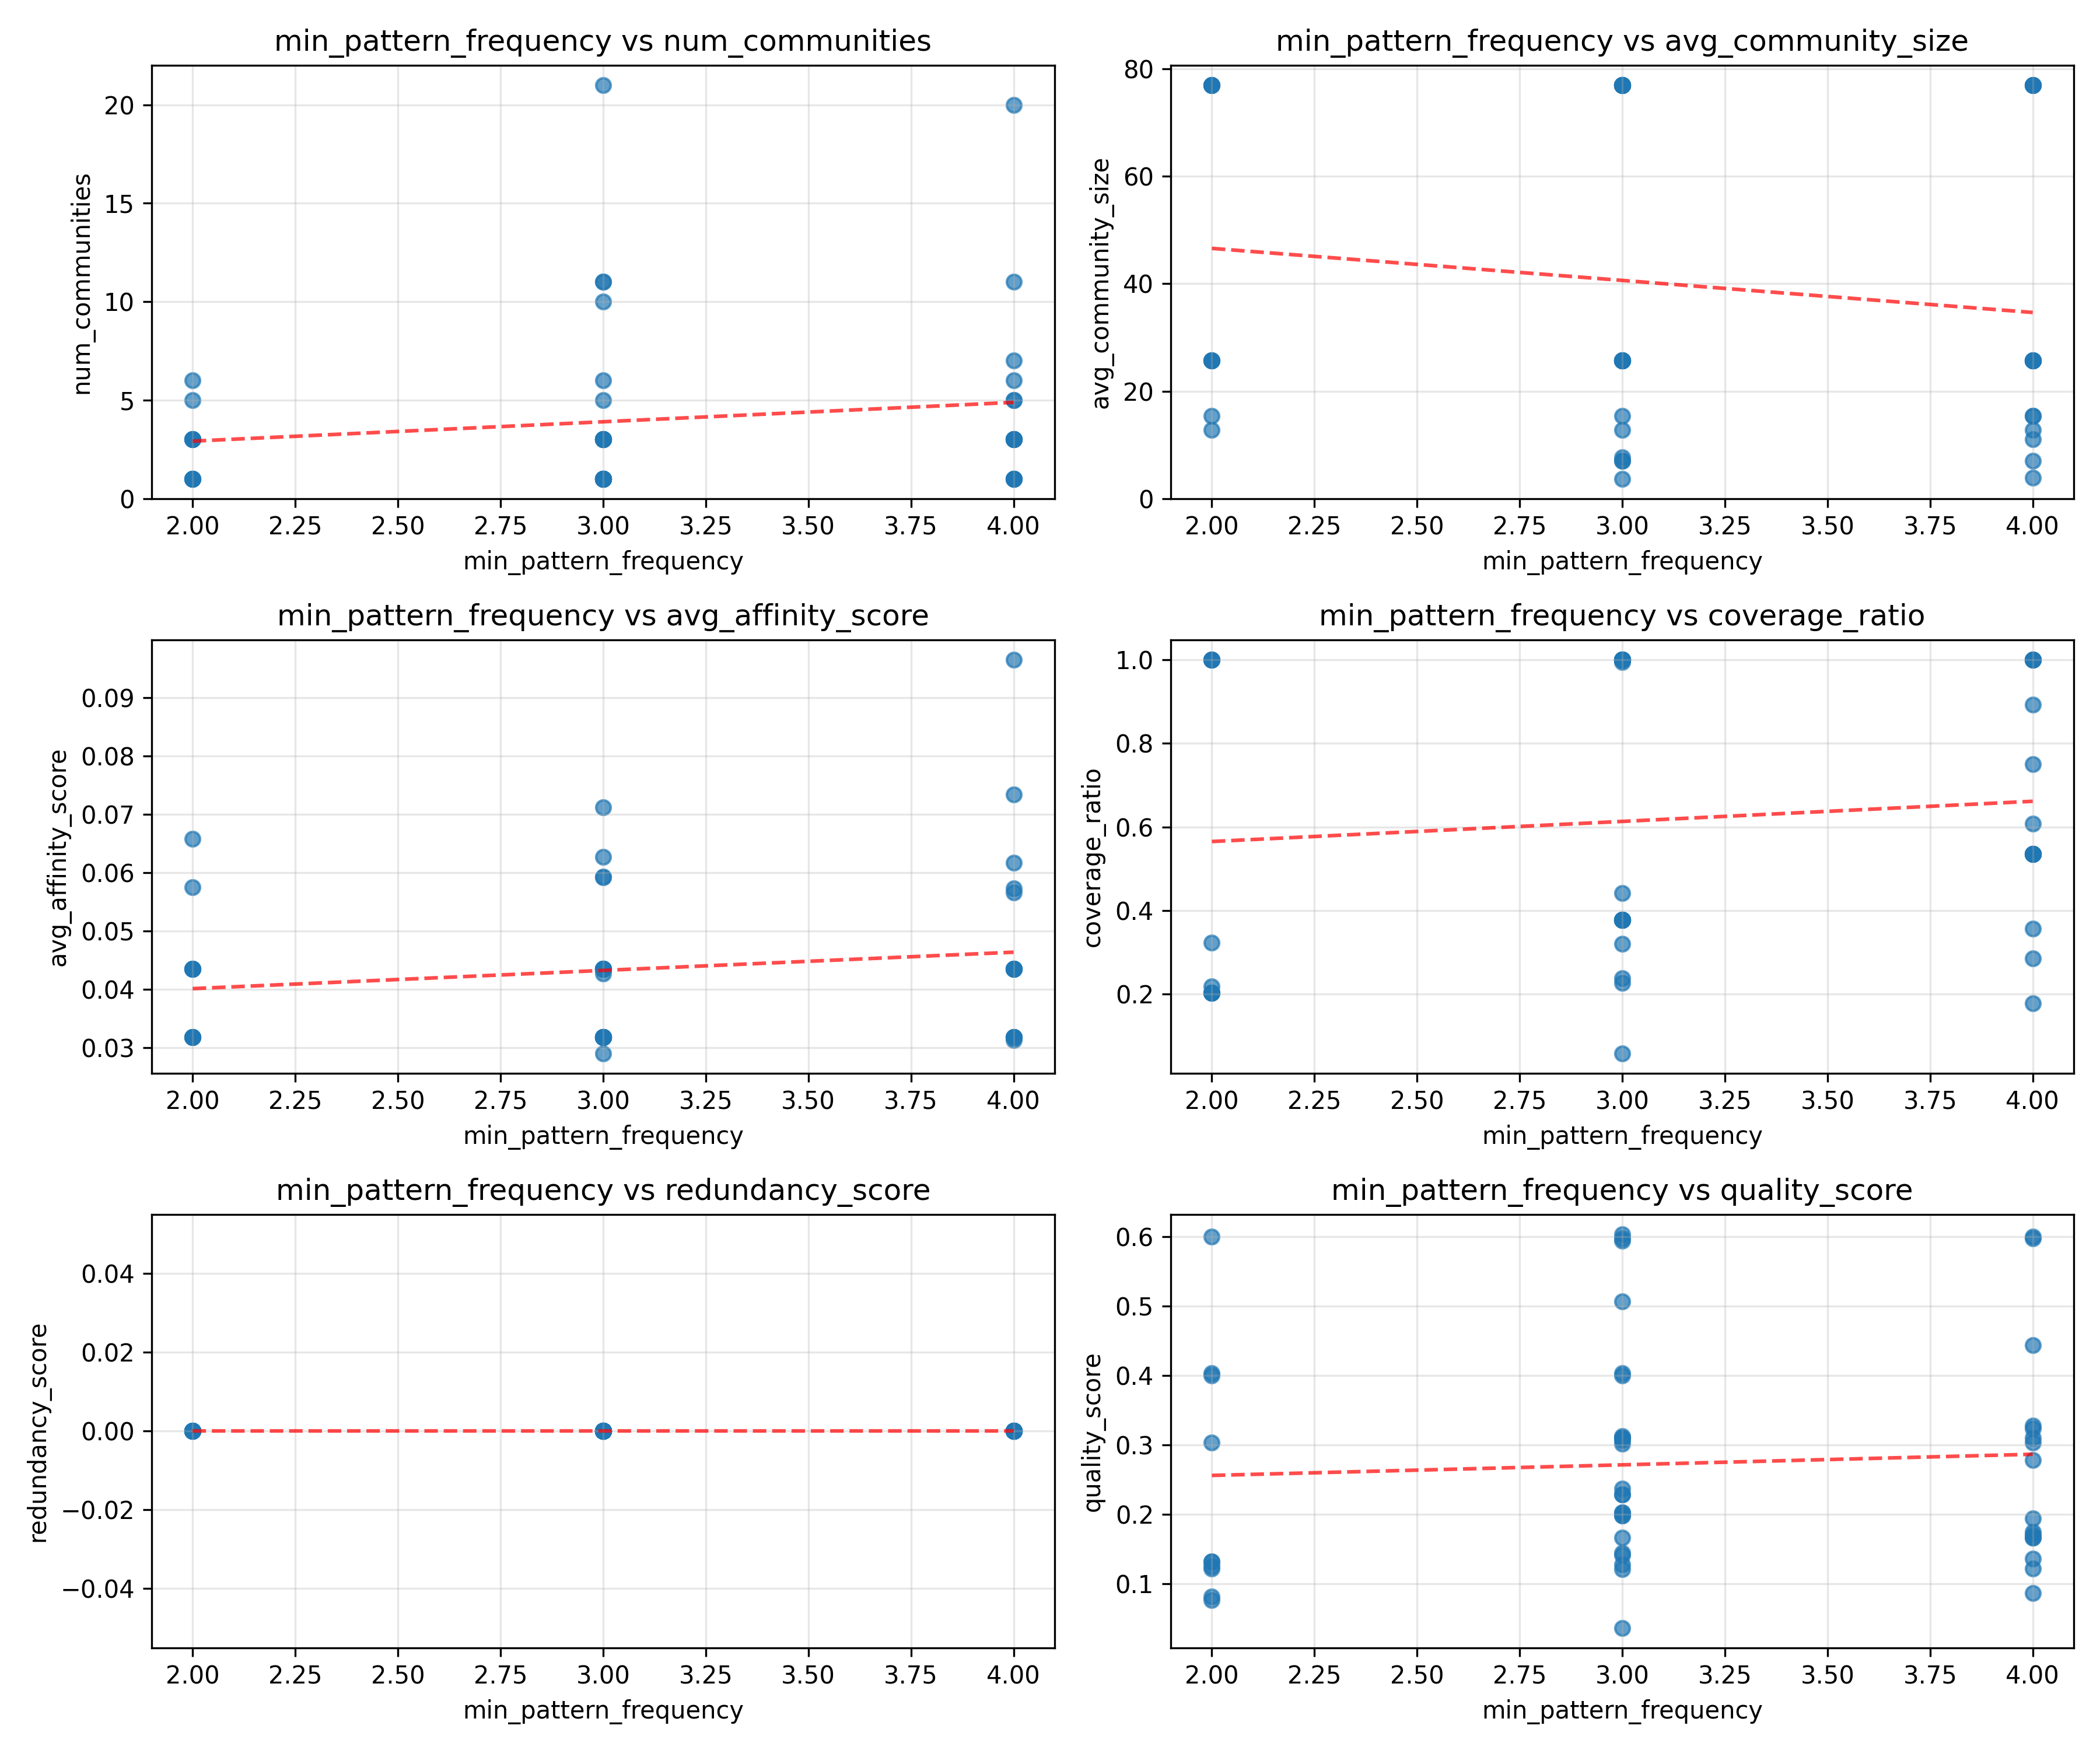 min_pattern_frequency vs num_communities
num_communities
20
15
10
5
0
2.00 2.25 2.50 2.75 3.00 3.25 3.50 3.75 4.00
min_pattern_frequency
min_pattern_frequency vs avg_community_size
avg_community_size
80
60
40
20
0
2.00 2.25 2.50 2.75 3.00 3.25 3.50 3.75 4.00
min_pattern_frequency
min_pattern_frequency vs avg_affinity_score
avg_affinity_score
0.09
0.08
0.07
0.06
0.05
0.04
0.03
2.00 2.25 2.50 2.75 3.00 3.25 3.50 3.75 4.00
min_pattern_frequency
min_pattern_frequency vs coverage_ratio
coverage_ratio
1.0
0.8
0.6
0.4
0.2
2.00 2.25 2.50 2.75 3.00 3.25 3.50 3.75 4.00
min_pattern_frequency
min_pattern_frequency vs redundancy_score
redundancy_score
0.04
0.02
0.00
−0.02
−0.04
2.00 2.25 2.50 2.75 3.00 3.25 3.50 3.75 4.00
min_pattern_frequency
min_pattern_frequency vs quality_score
quality_score
0.6
0.5
0.4
0.3
0.2
0.1
2.00 2.25 2.50 2.75 3.00 3.25 3.50 3.75 4.00
min_pattern_frequency